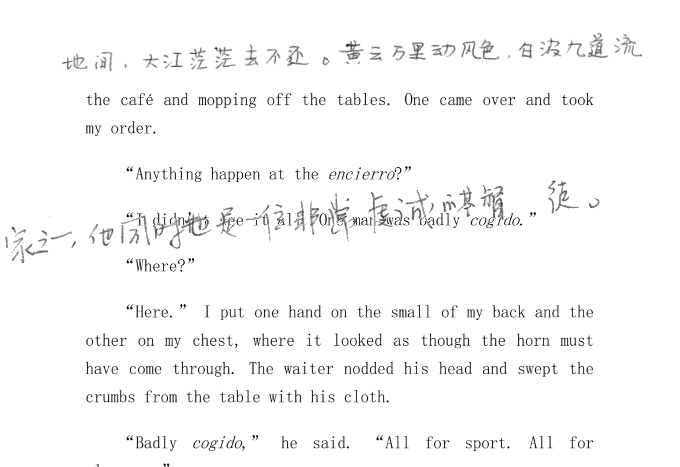 地间，大江茫茫去不还。黄云万里动风色，白波九道流
the café and mopping off the tables. One came over and took
my order.
“Anything happen at the encierro?”
“I didn't see it all. One man was badly cogido.”
家之一，他同时也是一位非常虔诚的基督 徒。
“Where?”
“Here.” I put one hand on the small of my back and the
other on my chest, where it looked as though the horn must
have come through. The waiter nodded his head and swept the
crumbs from the table with his cloth.
“Badly cogido,” he said. “All for sport. All for